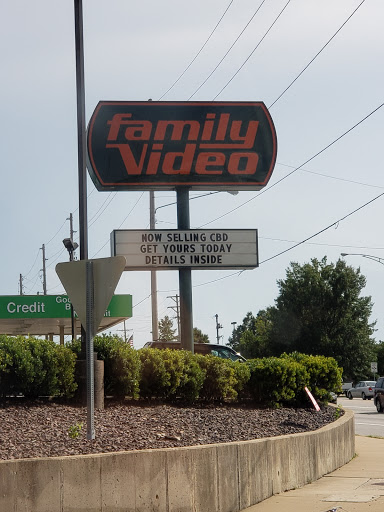 family
Video
NOW SELLING CBD
GET YOURS TODAY
DETAILS INSIDE
Credit